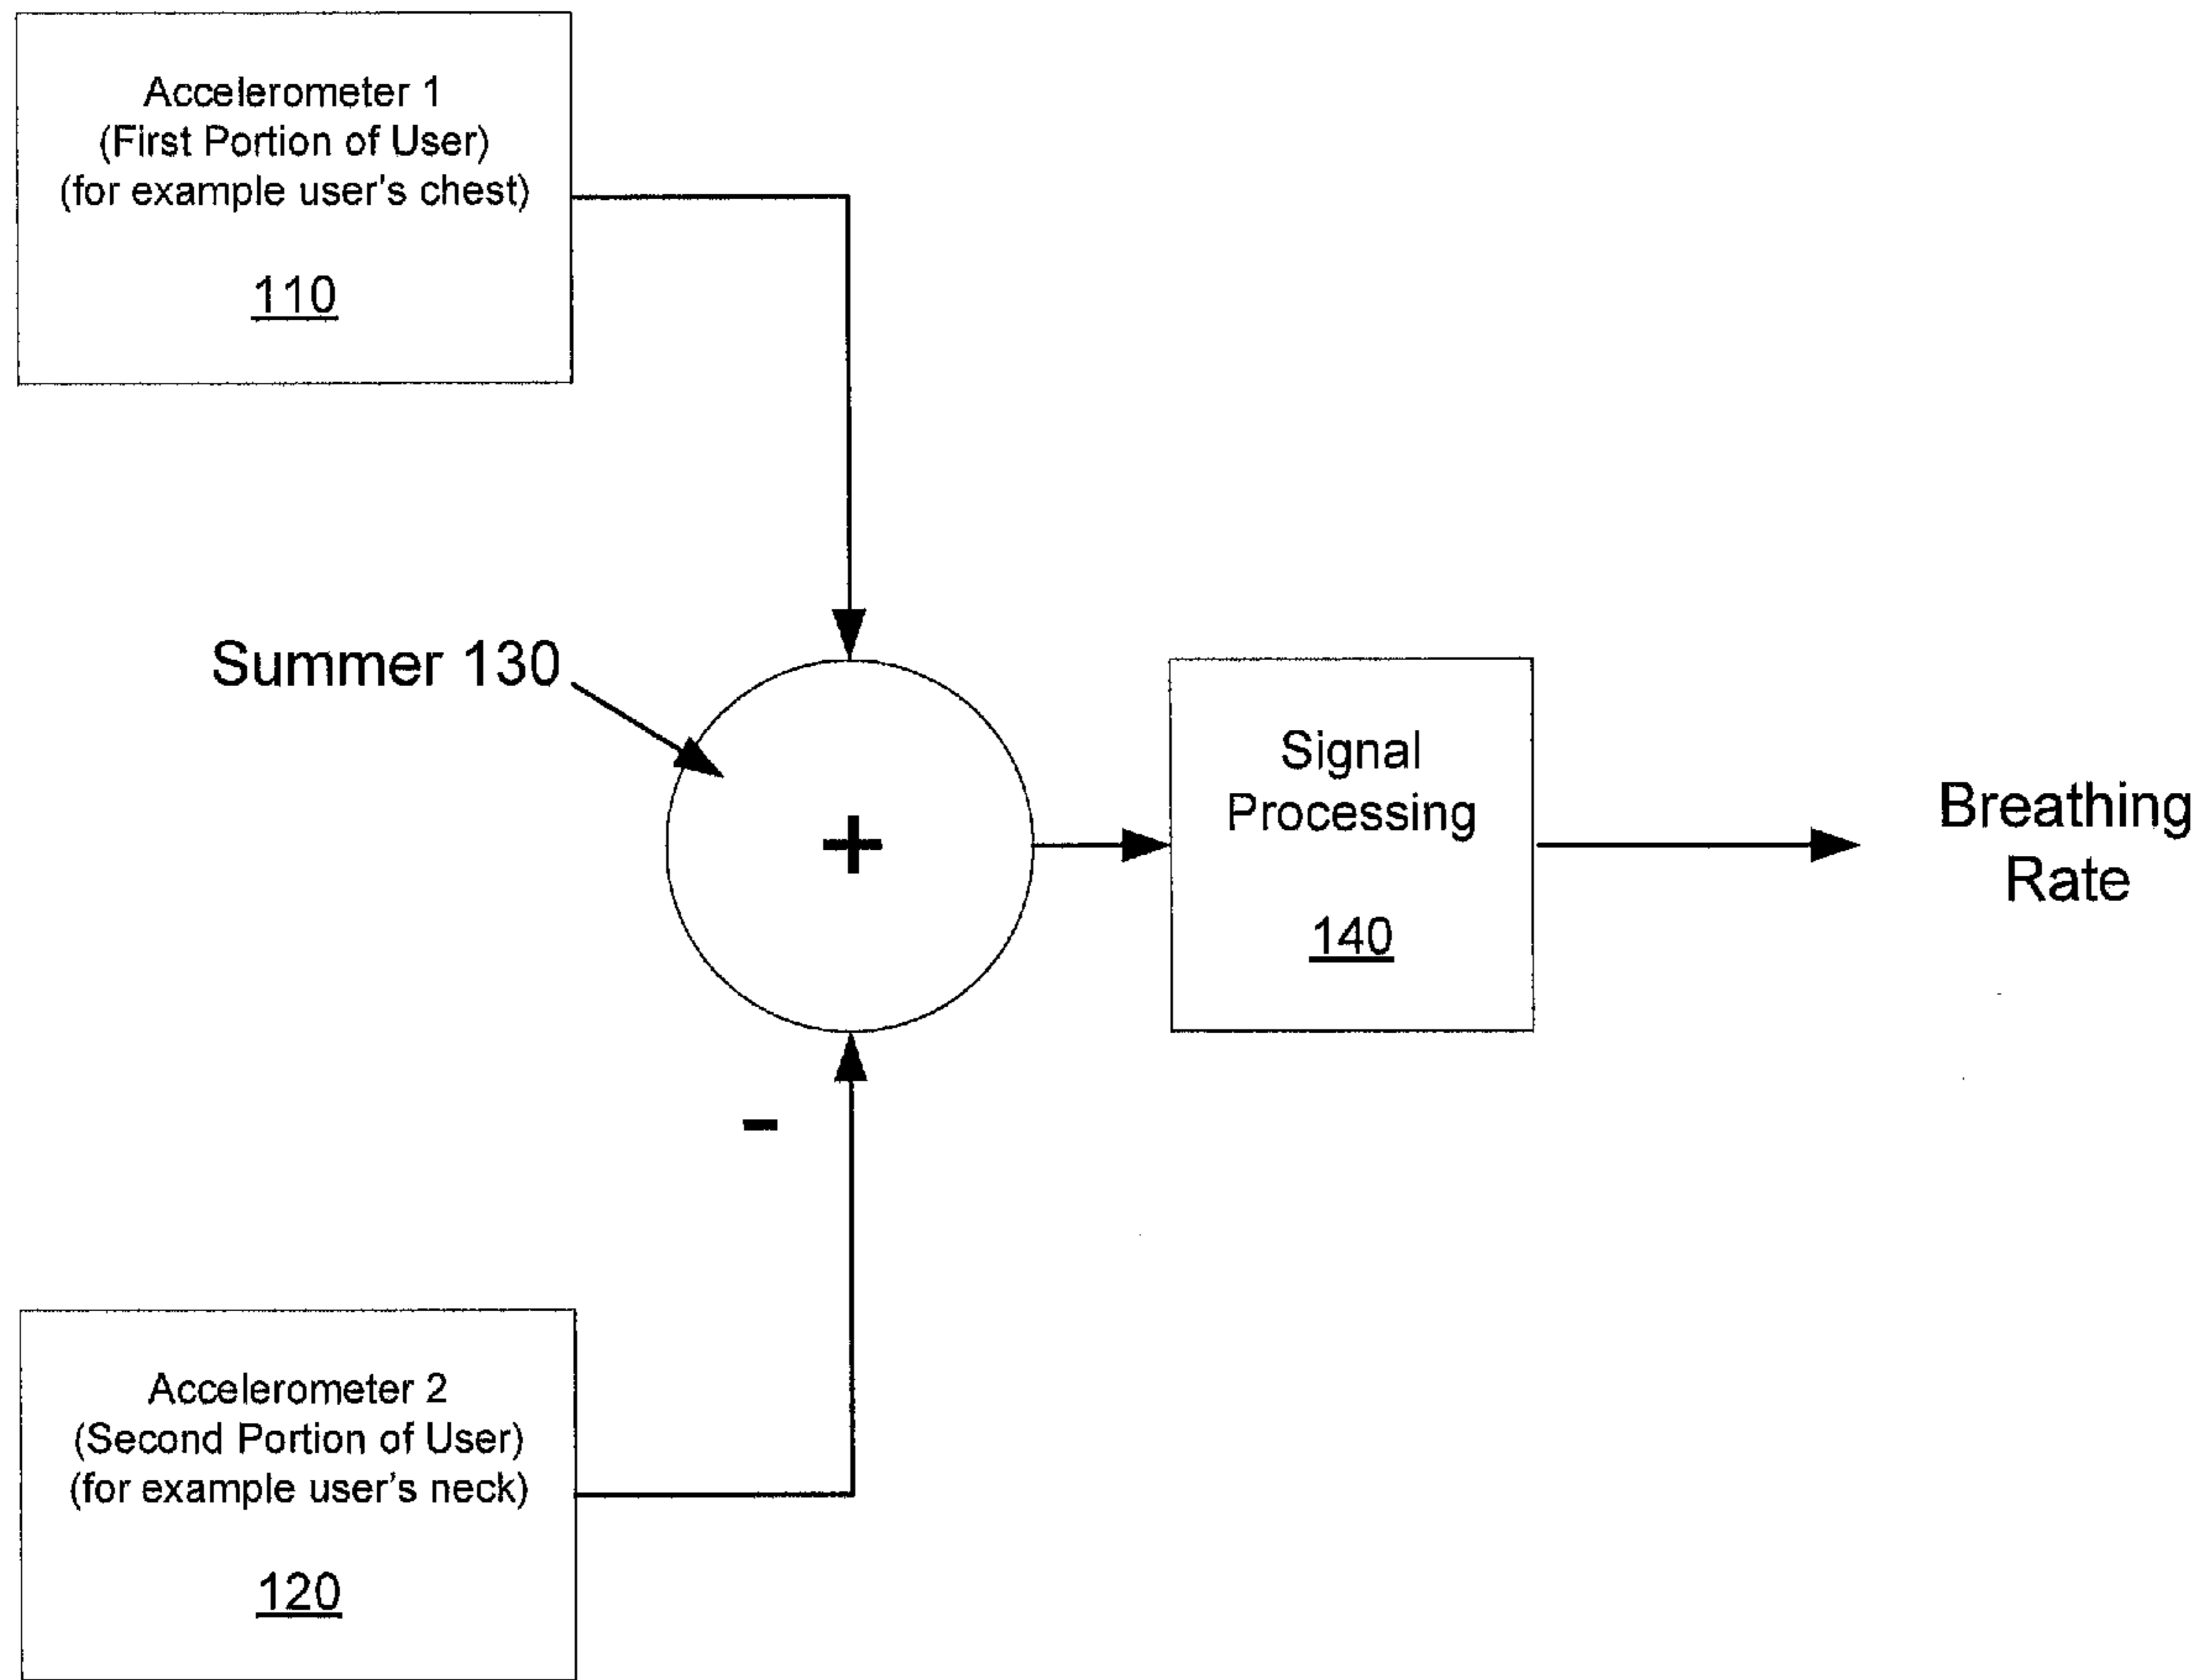 Accelerometer 1
(First Portion of User)
(for example user's chest)
110
Summer 130
+
Signal
Processing
140
Breathing
Rate
-
Accelerometer 2
(Second Portion of User)
(for example user's neck)
120